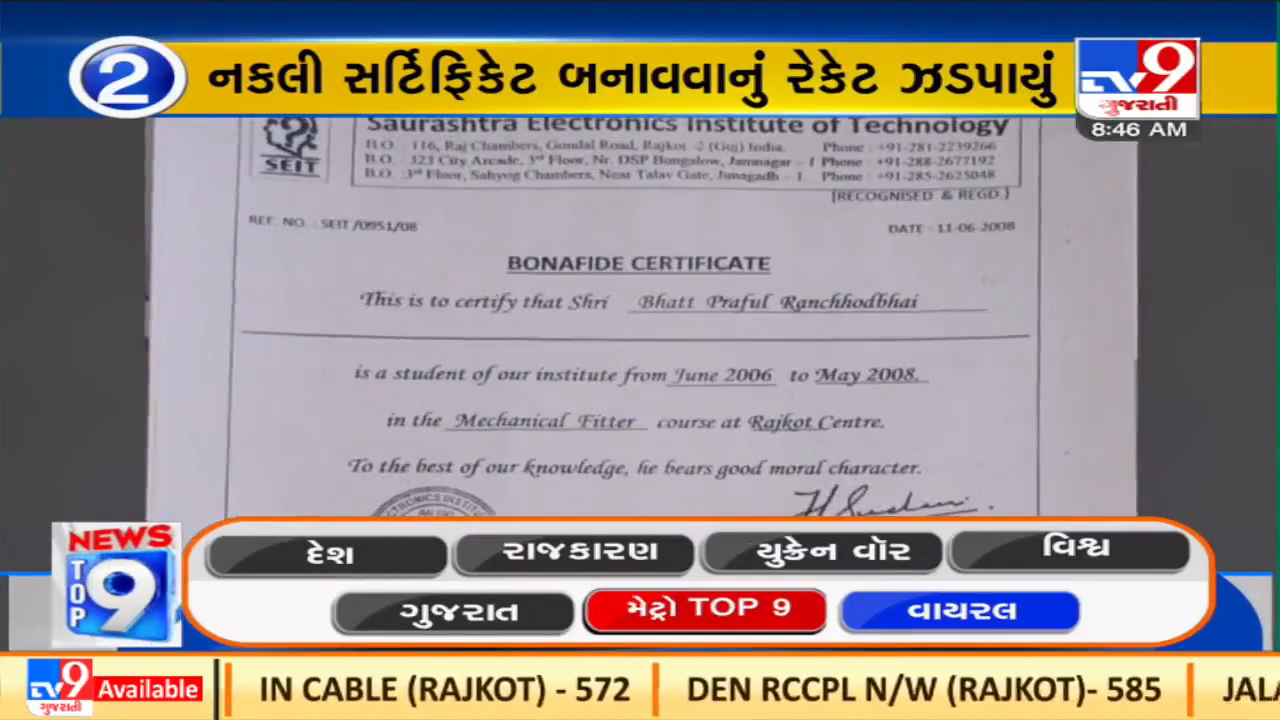 2
નકલી સર્ટિફિકેટ બનાવવાનું રેકેટ ઝડપાયું
TV9
ગુજરાતી
8:46 AM
Saurashtra Electronics Institute of Technology
B.O. : 116, Raj Chambers, Gondal Road, Rajkot -2 (Guj) India. Phone : +91-281-2239266
B.O. : 323 City Arcade, 3rd Floor, Nr. DSP Bungalow, Jamnagar - 1 Phone : +91-288-2677192
B.O. : 3rd Floor, Sahyog Chambers, Near Talav Gate, Junagadh - 1 Phone : +91-285-2625048
SEIT
[RECOGNISED & REGD.]
REF. NO. : SEIT /0951/08
DATE : 11-06-2008
BONAFIDE CERTIFICATE
This is to certify that Shri Bhatt Praful Ranchhodbhai
is a student of our institute from June 2006 to May 2008.
in the Mechanical Fitter course at Rajkot Centre.
To the best of our knowledge, he bears good moral character.
NEWS
TOP 9
દેશ
રાજકારણ
યુક્રેન વૉર
વિશ્વ
ગુજરાત
મેટ્રો TOP 9
વાયરલ
TV9
ગુજરાતી
Available
IN CABLE (RAJKOT) - 572
DEN RCCPL N/W (RAJKOT)- 585
JALA